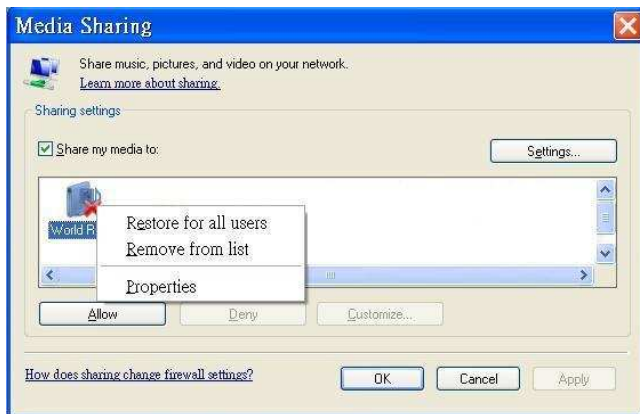 Media Sharing
Share music, pictures, and video on your network.
Learn more about sharing.
Sharing settings
Share my media to:
Settings...
World R
Restore for all users
Remove from list
Properties
Allow
Deny
Customize...
How does sharing change firewall settings?
OK
Cancel
Apply